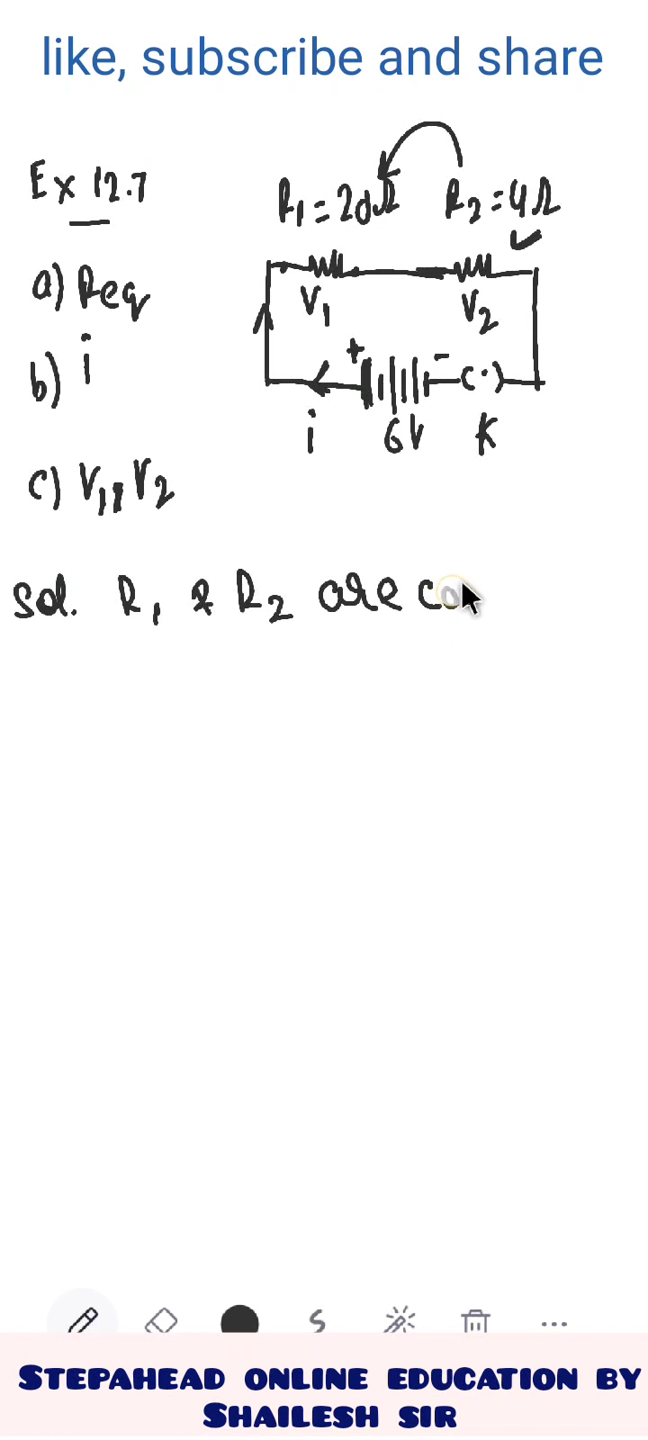 like, subscribe and share
Ex 12.7
R₁=20Ω R₂=4Ω
a) Req
V₁ V₂
b) i
+ - (·)
i 6V K
c) V₁, V₂
Sol. R₁ & R₂ are co
STEPAHEAD ONLINE EDUCATION BY
SHAILESH SIR